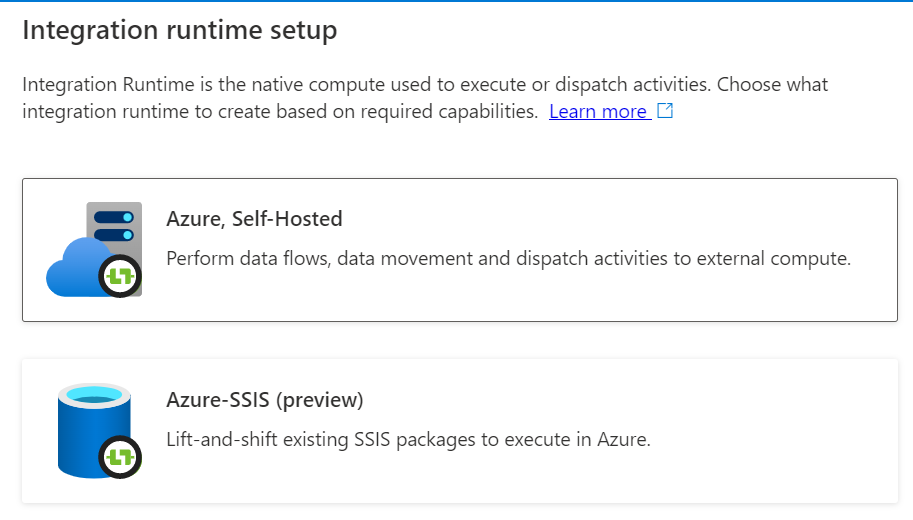 Integration runtime setup
Integration Runtime is the native compute used to execute or dispatch activities. Choose what
integration runtime to create based on required capabilities. Learn more
Azure, Self-Hosted
Perform data flows, data movement and dispatch activities to external compute.
Azure-SSIS (preview)
Lift-and-shift existing SSIS packages to execute in Azure.